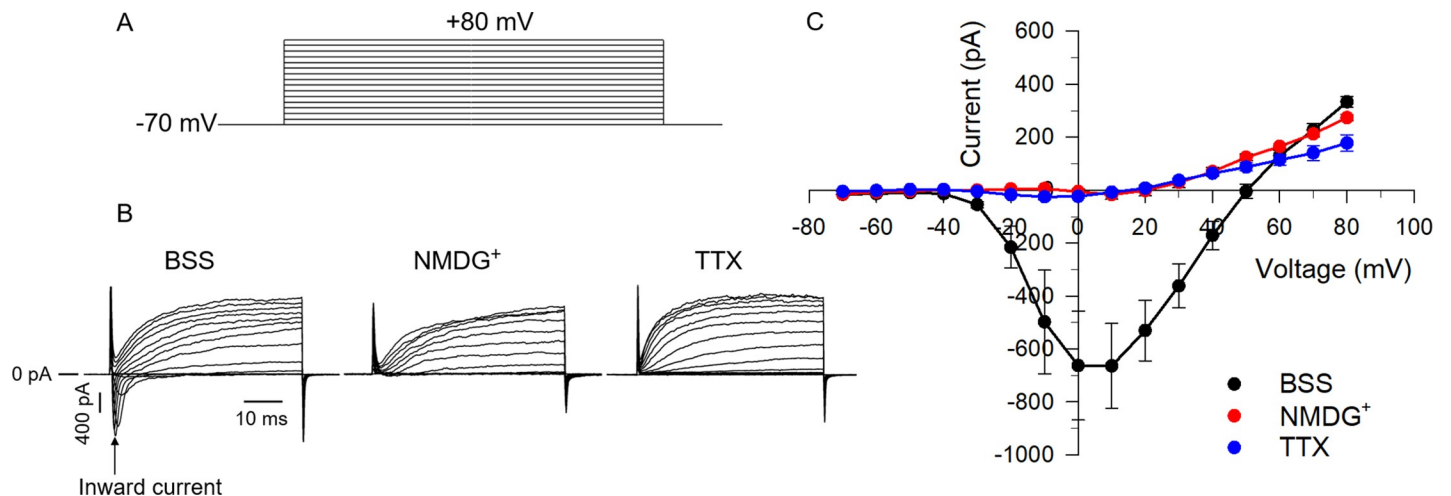 A
+80 mV
-70 mV
B
BSS
NMDG+
TTX
0 pA
400 pA
10 ms
Inward current
C
Current (pA)
600
400
200
-80 -60 -40 -20 0 20 40 60 80 100
-200
-400
-600
-800
-1000
Voltage (mV)
BSS
NMDG+
TTX